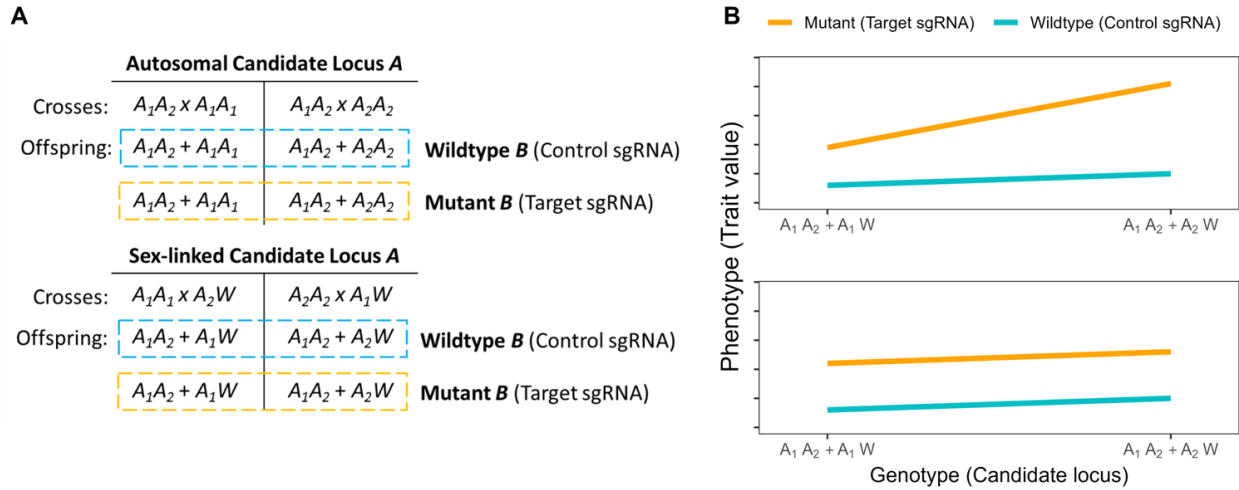 A
Autosomal Candidate Locus A
Crosses: A₁A₂ x A₁A₁ A₁A₂ x A₂A₂
Offspring: A₁A₂ + A₁A₁ A₁A₂ + A₂A₂ Wildtype B (Control sgRNA)
A₁A₂ + A₁A₁ A₁A₂ + A₂A₂ Mutant B (Target sgRNA)
Sex-linked Candidate Locus A
Crosses: A₁A₁ x A₂W A₂A₂ x A₁W
Offspring: A₁A₂ + A₁W A₁A₂ + A₂W Wildtype B (Control sgRNA)
A₁A₂ + A₁W A₁A₂ + A₂W Mutant B (Target sgRNA)
B
Mutant (Target sgRNA) Wildtype (Control sgRNA)
Phenotype (Trait value)
A₁ A₂ + A₁ W A₁ A₂ + A₂ W
A₁ A₂ + A₁ W A₁ A₂ + A₂ W
Genotype (Candidate locus)